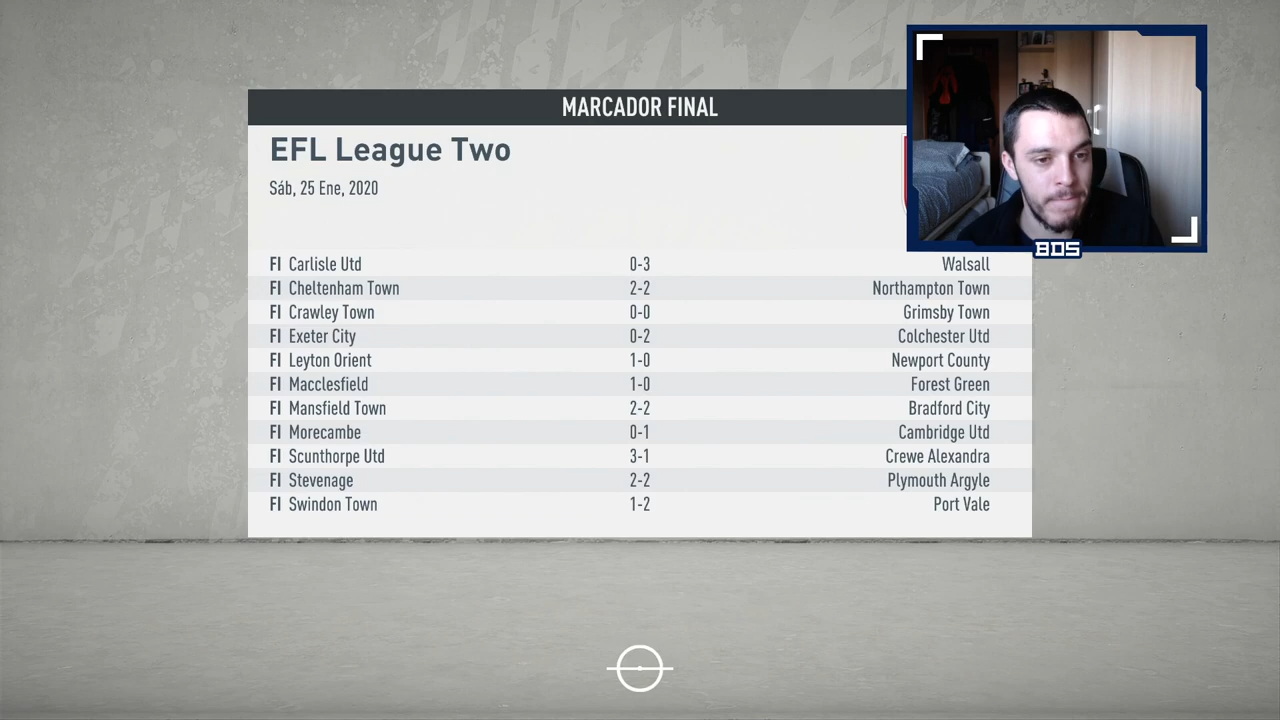 MARCADOR FINAL
EFL League Two
Sáb, 25 Ene, 2020
FI Carlisle Utd 0-3 Walsall
FI Cheltenham Town 2-2 Northampton Town
FI Crawley Town 0-0 Grimsby Town
FI Exeter City 0-2 Colchester Utd
FI Leyton Orient 1-0 Newport County
FI Macclesfield 1-0 Forest Green
FI Mansfield Town 2-2 Bradford City
FI Morecambe 0-1 Cambridge Utd
FI Scunthorpe Utd 3-1 Crewe Alexandra
FI Stevenage 2-2 Plymouth Argyle
FI Swindon Town 1-2 Port Vale
BDS